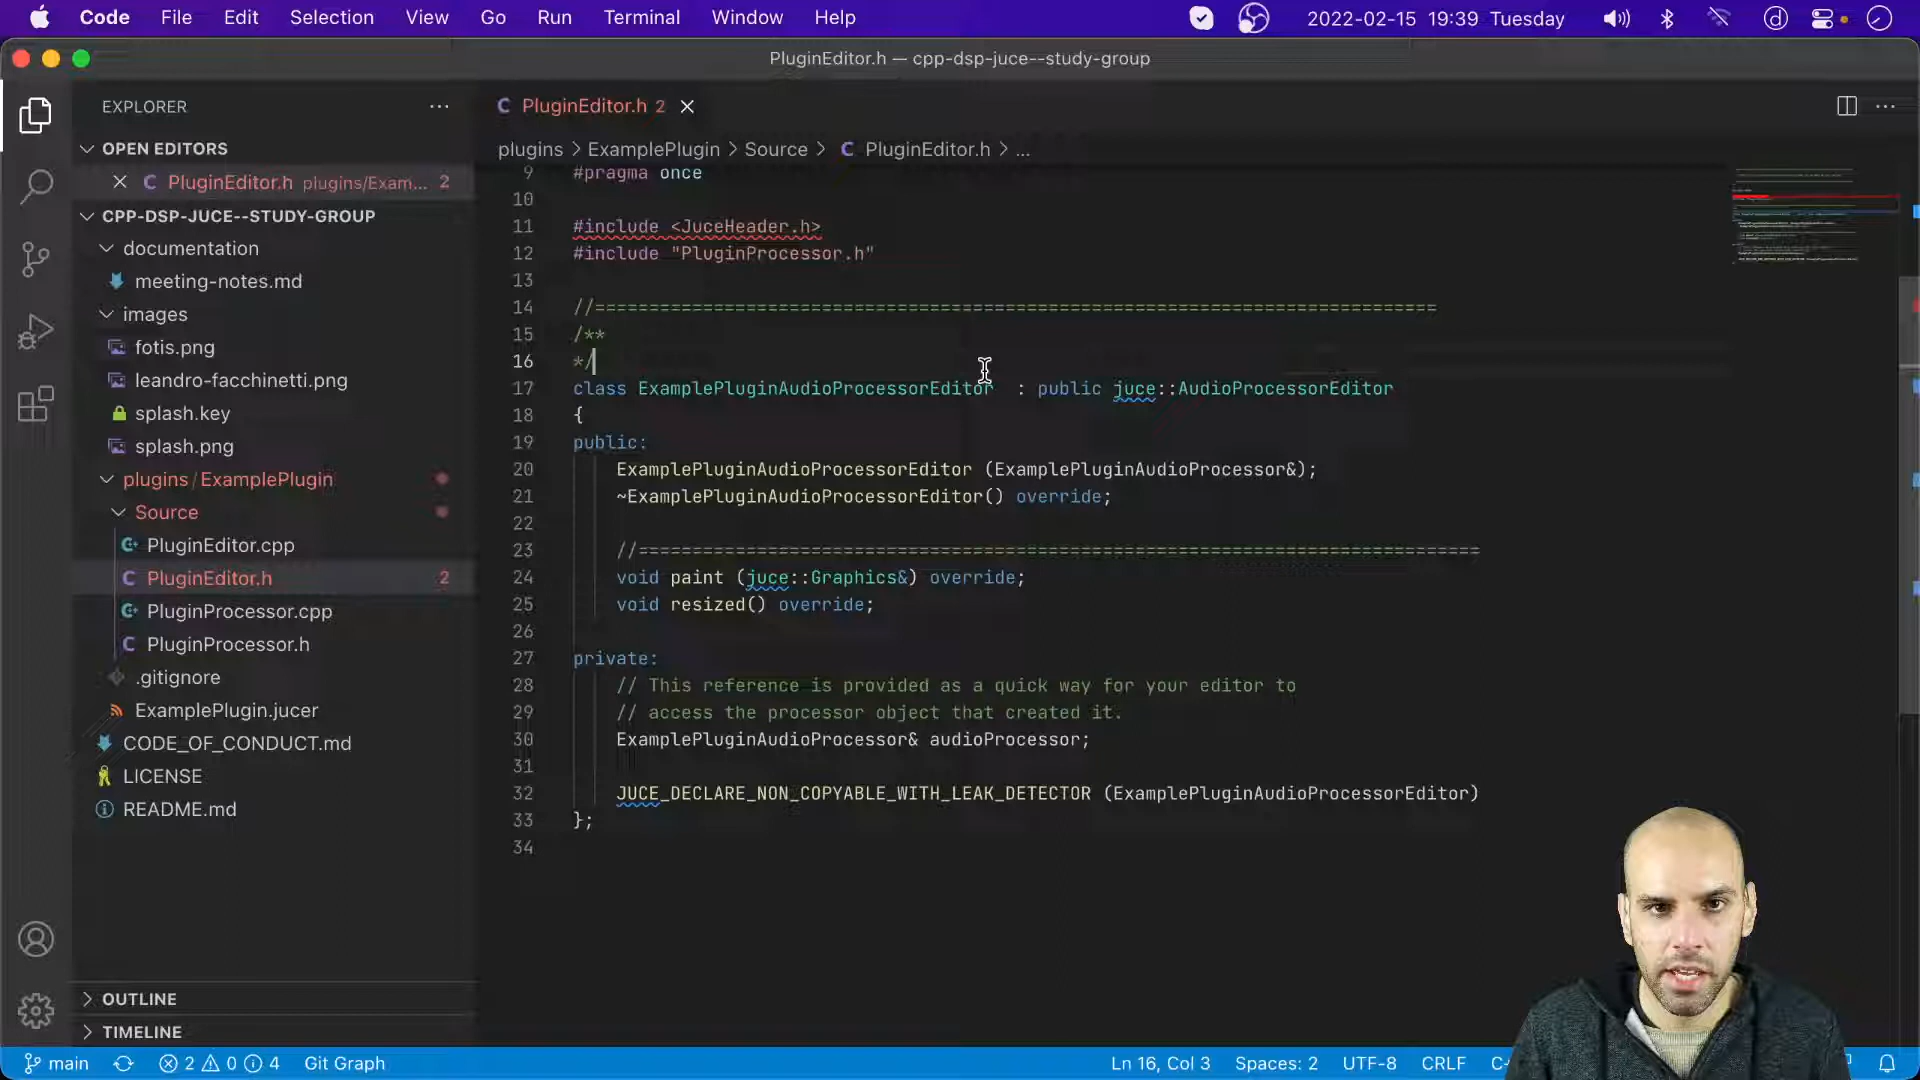 Code File Edit Selection View Go Run Terminal Window Help 2022-02-15 19:39 Tuesday
PluginEditor.h — cpp-dsp-juce--study-group
EXPLORER
OPEN EDITORS
PluginEditor.h plugins/Exam... 2
CPP-DSP-JUCE--STUDY-GROUP
documentation
meeting-notes.md
images
fotis.png
leandro-facchinetti.png
splash.key
splash.png
plugins / ExamplePlugin
Source
PluginEditor.cpp
PluginEditor.h 2
PluginProcessor.cpp
PluginProcessor.h
.gitignore
ExamplePlugin.jucer
CODE_OF_CONDUCT.md
LICENSE
README.md
OUTLINE
TIMELINE
PluginEditor.h 2
plugins > ExamplePlugin > Source > C PluginEditor.h > ...
9 #pragma once
10
11 #include <JuceHeader.h>
12 #include "PluginProcessor.h"
13
14 //==============================================================================
15 /**
16 */
17 class ExamplePluginAudioProcessorEditor  : public juce::AudioProcessorEditor
18 {
19 public:
20 ExamplePluginAudioProcessorEditor (ExamplePluginAudioProcessor&);
21 ~ExamplePluginAudioProcessorEditor() override;
22
23 //==============================================================================
24 void paint (juce::Graphics&) override;
25 void resized() override;
26
27 private:
28 // This reference is provided as a quick way for your editor to
29 // access the processor object that created it.
30 ExamplePluginAudioProcessor& audioProcessor;
31
32 JUCE_DECLARE_NON_COPYABLE_WITH_LEAK_DETECTOR (ExamplePluginAudioProcessorEditor)
33 };
34
main 2 0 4 Git Graph Ln 16, Col 3 Spaces: 2 UTF-8 CRLF